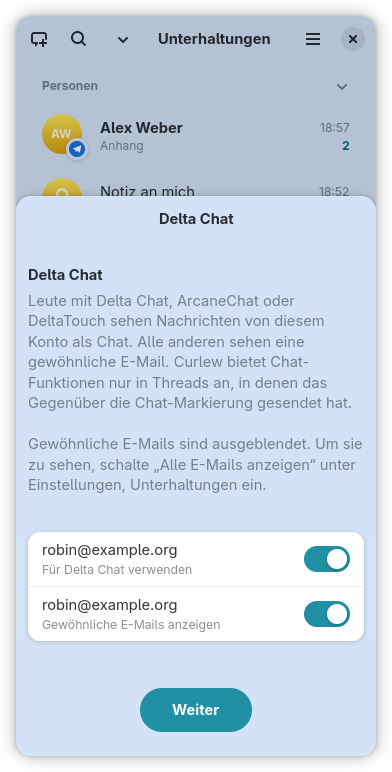 Unterhaltungen
Personen
AW
Alex Weber
18:57
Anhang
2
Notiz an mich
18:52
Delta Chat
Delta Chat
Leute mit Delta Chat, ArcaneChat oder
DeltaTouch sehen Nachrichten von diesem
Konto als Chat. Alle anderen sehen eine
gewöhnliche E-Mail. Curlew bietet Chat-
Funktionen nur in Threads an, in denen das
Gegenüber die Chat-Markierung gesendet hat.
Gewöhnliche E-Mails sind ausgeblendet. Um sie
zu sehen, schalte „Alle E-Mails anzeigen“ unter
Einstellungen, Unterhaltungen ein.
robin@example.org
Für Delta Chat verwenden
robin@example.org
Gewöhnliche E-Mails anzeigen
Weiter